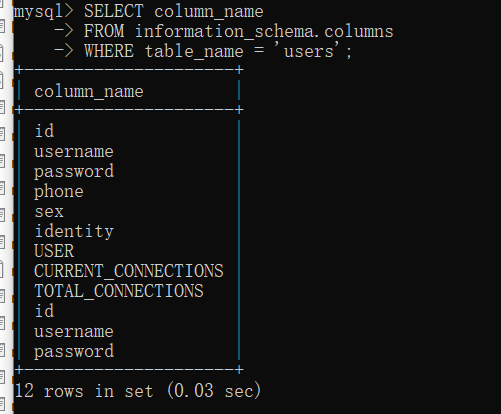 mysql> SELECT column_name
-> FROM information_schema.columns
-> WHERE table_name = 'users';
+---------------------+
| column_name |
+---------------------+
| id |
| username |
| password |
| phone |
| sex |
| identity |
| USER |
| CURRENT_CONNECTIONS |
| TOTAL_CONNECTIONS |
| id |
| username |
| password |
+---------------------+
12 rows in set (0.03 sec)